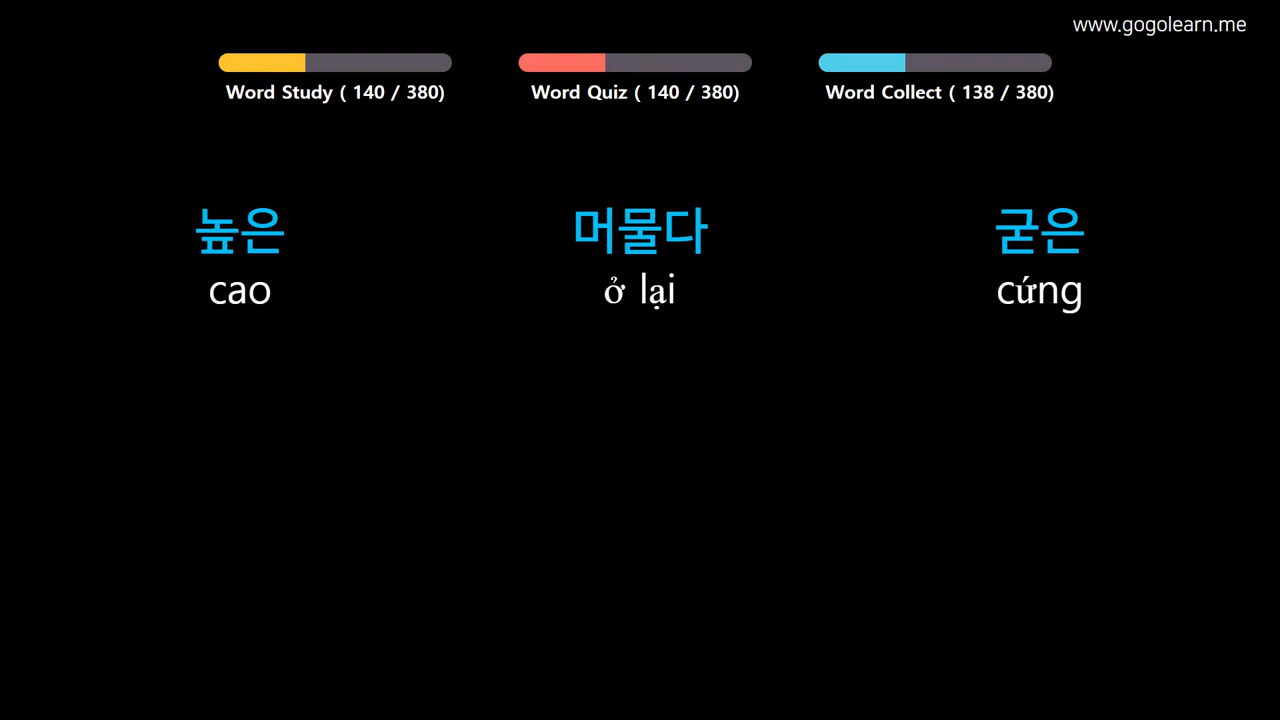 www.gogolearn.me
Word Study ( 140 / 380)
Word Quiz ( 140 / 380)
Word Collect ( 138 / 380)
높은
머물다
굳은
cao
ở lại
cứng